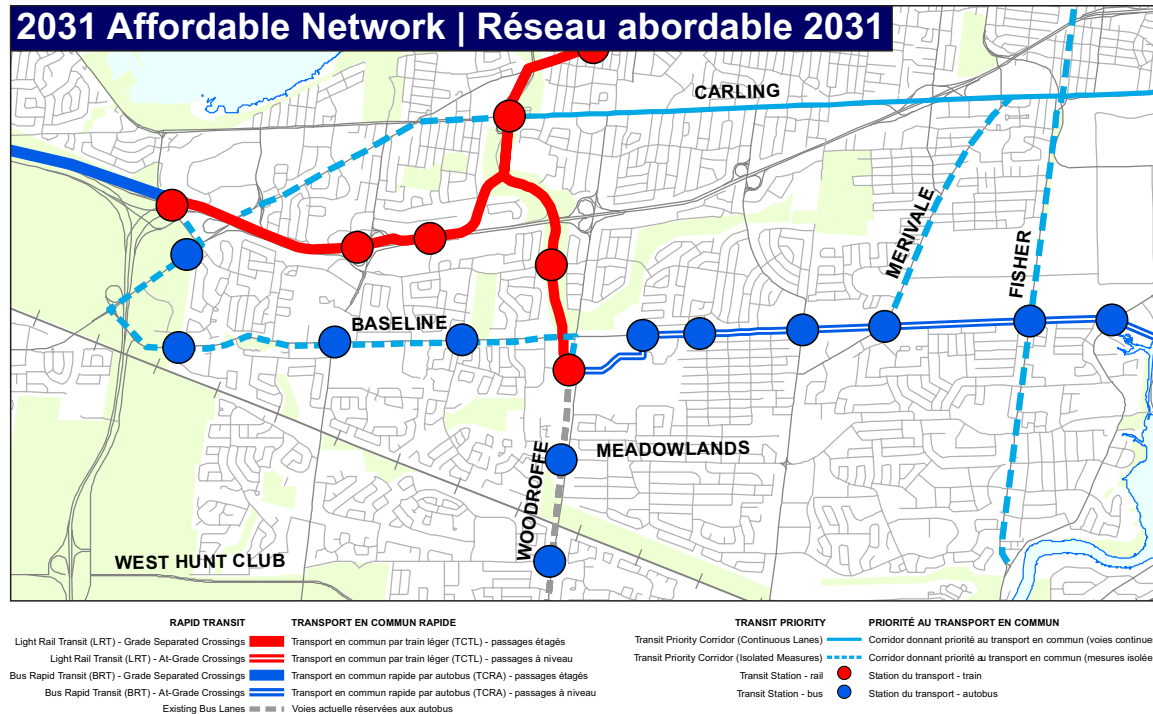 2031 Affordable Network | Réseau abordable 2031
CARLING
MERIVALE
FISHER
BASELINE
WOODROFFE
MEADOWLANDS
WEST HUNT CLUB
RAPID TRANSIT TRANSPORT EN COMMUN RAPIDE
Light Rail Transit (LRT) - Grade Separated Crossings Transport en commun par train léger (TCTL) - passages étagés
Light Rail Transit (LRT) - At-Grade Crossings Transport en commun par train léger (TCTL) - passages à niveau
Bus Rapid Transit (BRT) - Grade Separated Crossings Transport en commun rapide par autobus (TCRA) - passages étagés
Bus Rapid Transit (BRT) - At-Grade Crossings Transport en commun rapide par autobus (TCRA) - passages à niveau
Existing Bus Lanes Voies actuelle réservées aux autobus
TRANSIT PRIORITY PRIORITÉ AU TRANSPORT EN COMMUN
Transit Priority Corridor (Continuous Lanes) Corridor donnant priorité au transport en commun (voies continues
Transit Priority Corridor (Isolated Measures) Corridor donnant priorité au transport en commun (mesures isolée
Transit Station - rail Station du transport - train
Transit Station - bus Station du transport - autobus